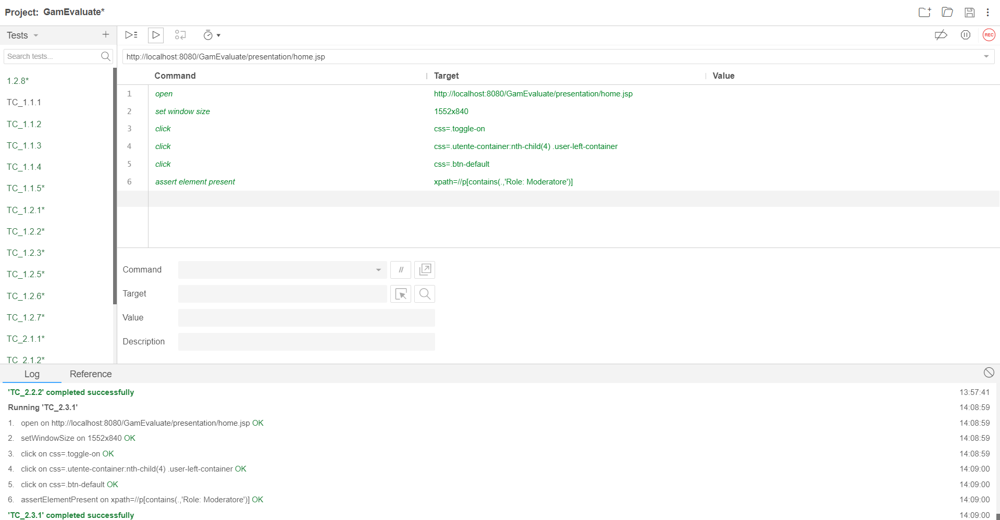 Project: GamEvaluate*
Tests
Search tests...
1.2.8*
TC_1.1.1
TC_1.1.2
TC_1.1.3
TC_1.1.4
TC_1.1.5*
TC_1.2.1*
TC_1.2.2*
TC_1.2.3*
TC_1.2.5*
TC_1.2.6*
TC_1.2.7*
TC_2.1.1*
TC_2.1.2*
REC
http://localhost:8080/GamEvaluate/presentation/home.jsp
Command Target Value
1 open http://localhost:8080/GamEvaluate/presentation/home.jsp
2 set window size 1552x840
3 click css=.toggle-on
4 click css=.utente-container:nth-child(4) .user-left-container
5 click css=.btn-default
6 assert element present xpath=//p[contains(.,'Role: Moderatore')]
Command //
Target
Value
Description
Log Reference
'TC_2.2.2' completed successfully 13:57:41
Running 'TC_2.3.1' 14:08:59
1. open on http://localhost:8080/GamEvaluate/presentation/home.jsp OK 14:08:59
2. setWindowSize on 1552x840 OK 14:08:59
3. click on css=.toggle-on OK 14:08:59
4. click on css=.utente-container:nth-child(4) .user-left-container OK 14:09:00
5. click on css=.btn-default OK 14:09:00
6. assertElementPresent on xpath=//p[contains(.,'Role: Moderatore')] OK 14:09:00
'TC_2.3.1' completed successfully 14:09:00